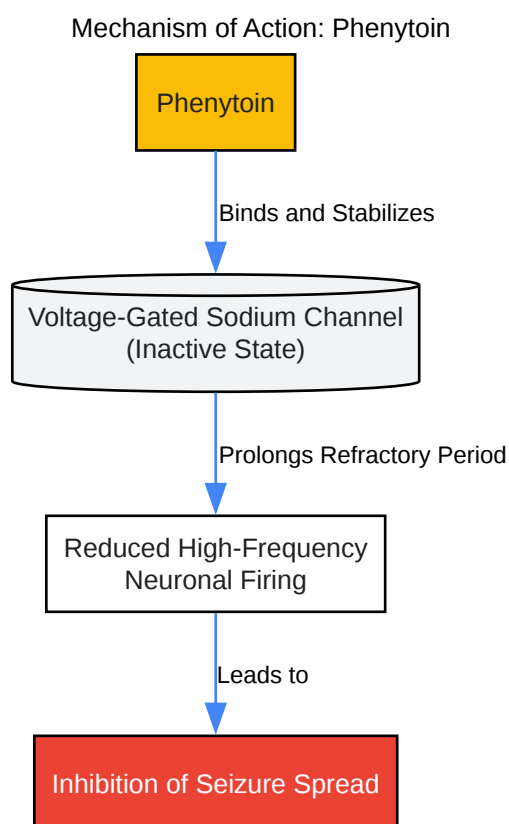 Mechanism of Action: Phenytoin
Phenytoin
Binds and Stabilizes
Voltage-Gated Sodium Channel
(Inactive State)
Prolongs Refractory Period
Reduced High-Frequency
Neuronal Firing
Leads to
Inhibition of Seizure Spread